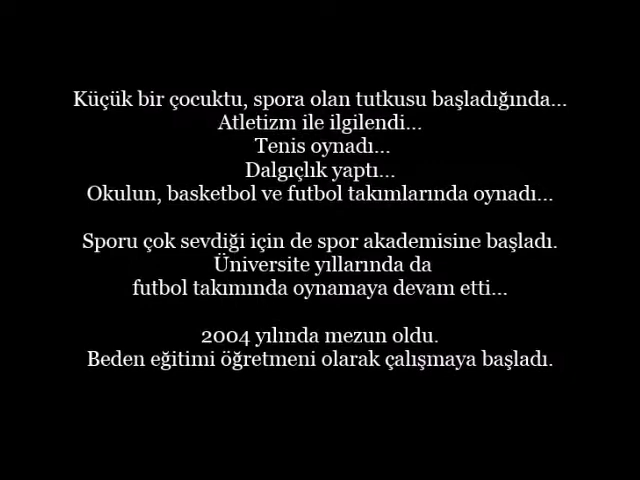 Küçük bir çocuktu, spora olan tutkusu başladığında...
Atletizm ile ilgilendi...
Tenis oynadı...
Dalgıçlık yaptı...
Okulun, basketbol ve futbol takımlarında oynadı...
Sporu çok sevdiği için de spor akademisine başladı.
Üniversite yıllarında da
futbol takımında oynamaya devam etti...
2004 yılında mezun oldu.
Beden eğitimi öğretmeni olarak çalışmaya başladı.